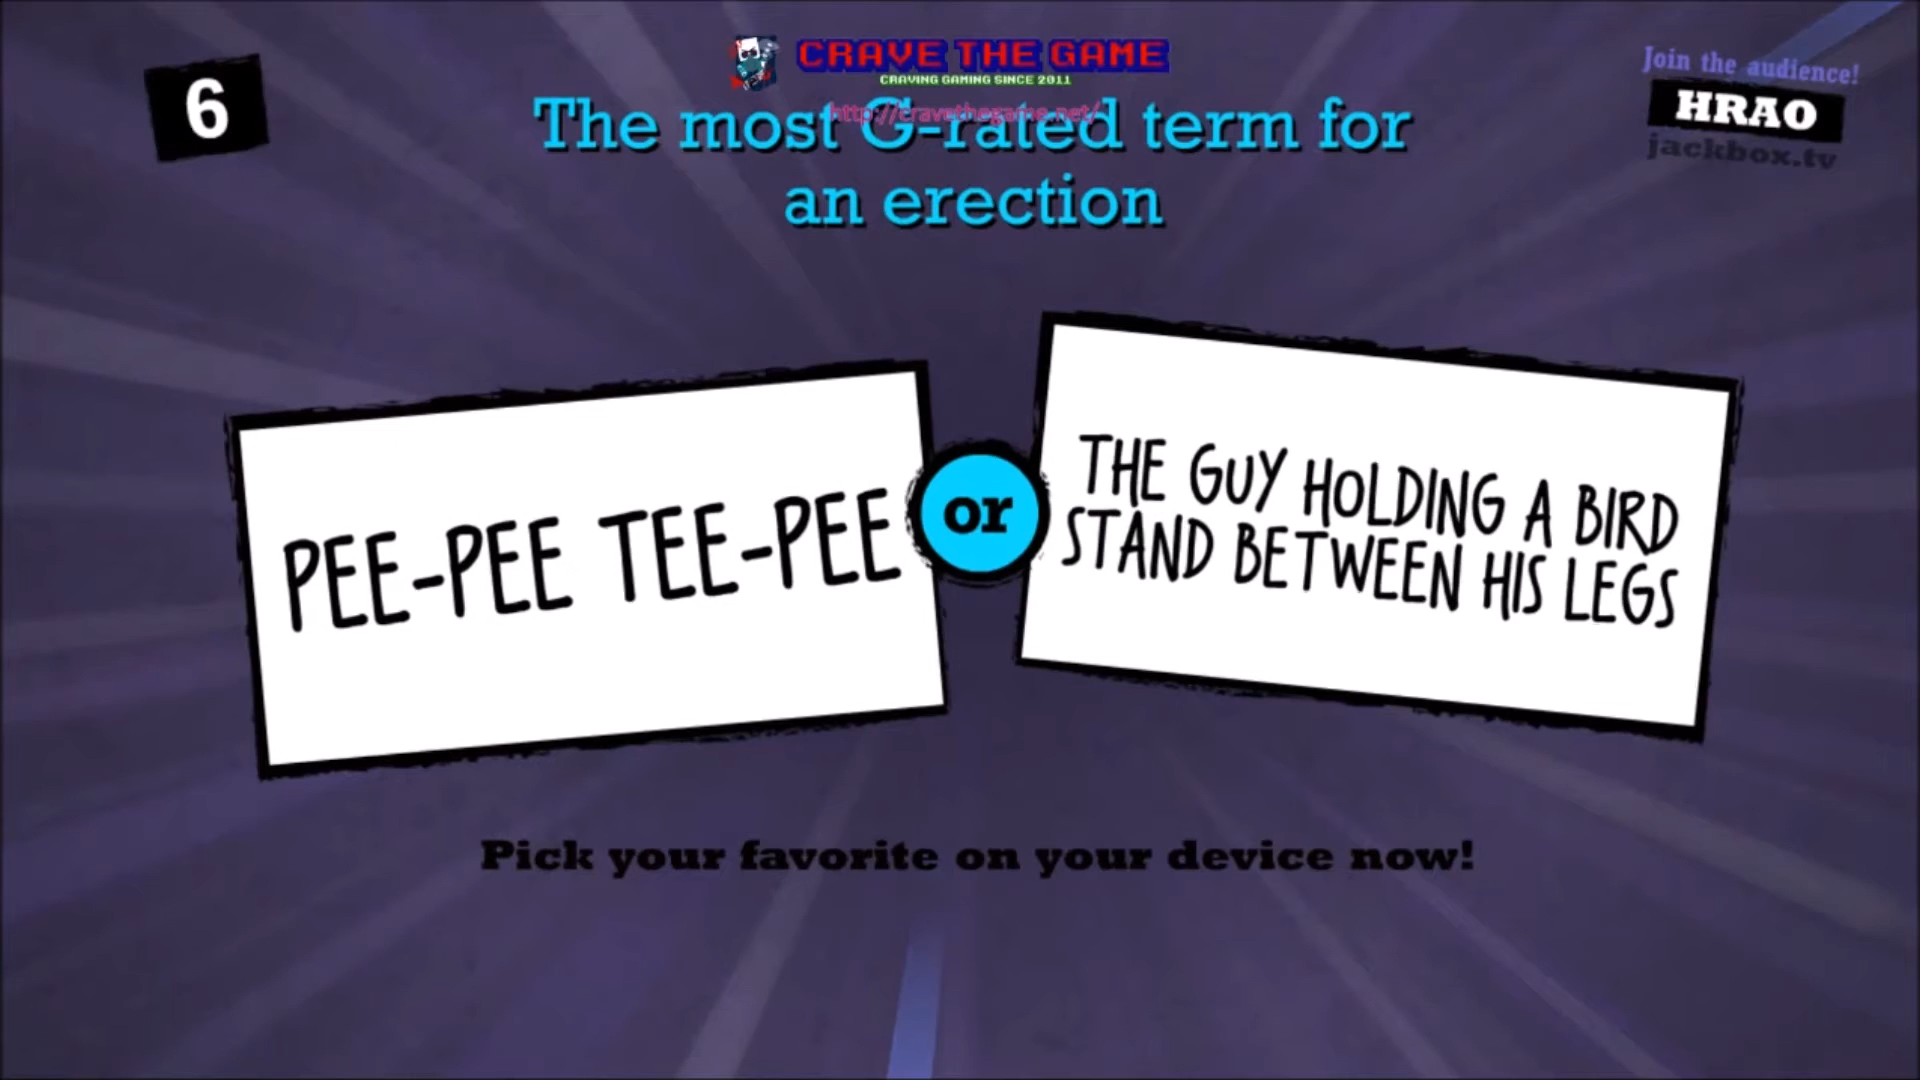 6
CRAVE THE GAME
CRAVING GAMING SINCE 2011
http://cravethegame.net/
The most G-rated term for
an erection
Join the audience!
HRAO
jackbox.tv
PEE-PEE TEE-PEE
or
THE GUY HOLDING A BIRD
STAND BETWEEN HIS LEGS
Pick your favorite on your device now!